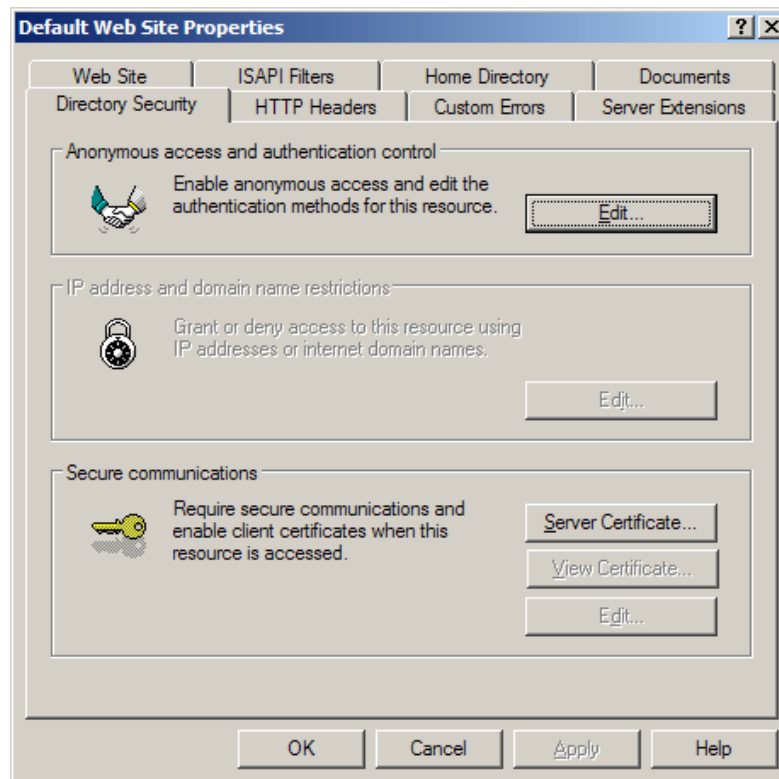 Default Web Site Properties
Web Site ISAPI Filters Home Directory Documents
Directory Security HTTP Headers Custom Errors Server Extensions
Anonymous access and authentication control
Enable anonymous access and edit the
authentication methods for this resource.
Edit...
IP address and domain name restrictions
Grant or deny access to this resource using
IP addresses or internet domain names.
Edit...
Secure communications
Require secure communications and
enable client certificates when this
resource is accessed.
Server Certificate...
View Certificate...
Edit...
OK Cancel Apply Help